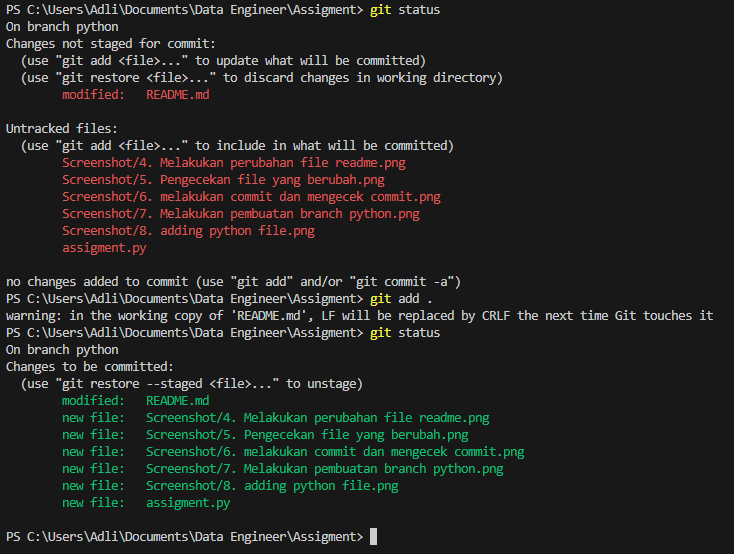 PS C:\Users\Adli\Documents\Data Engineer\Assigment> git status
On branch python
Changes not staged for commit:
  (use "git add <file>..." to update what will be committed)
  (use "git restore <file>..." to discard changes in working directory)
        modified:   README.md

Untracked files:
  (use "git add <file>..." to include in what will be committed)
        Screenshot/4. Melakukan perubahan file readme.png
        Screenshot/5. Pengecekan file yang berubah.png
        Screenshot/6. melakukan commit dan mengecek commit.png
        Screenshot/7. Melakukan pembuatan branch python.png
        Screenshot/8. adding python file.png
        assigment.py

no changes added to commit (use "git add" and/or "git commit -a")
PS C:\Users\Adli\Documents\Data Engineer\Assigment> git add .
warning: in the working copy of 'README.md', LF will be replaced by CRLF the next time Git touches it
PS C:\Users\Adli\Documents\Data Engineer\Assigment> git status
On branch python
Changes to be committed:
  (use "git restore --staged <file>..." to unstage)
        modified:   README.md
        new file:   Screenshot/4. Melakukan perubahan file readme.png
        new file:   Screenshot/5. Pengecekan file yang berubah.png
        new file:   Screenshot/6. melakukan commit dan mengecek commit.png
        new file:   Screenshot/7. Melakukan pembuatan branch python.png
        new file:   Screenshot/8. adding python file.png
        new file:   assigment.py

PS C:\Users\Adli\Documents\Data Engineer\Assigment>